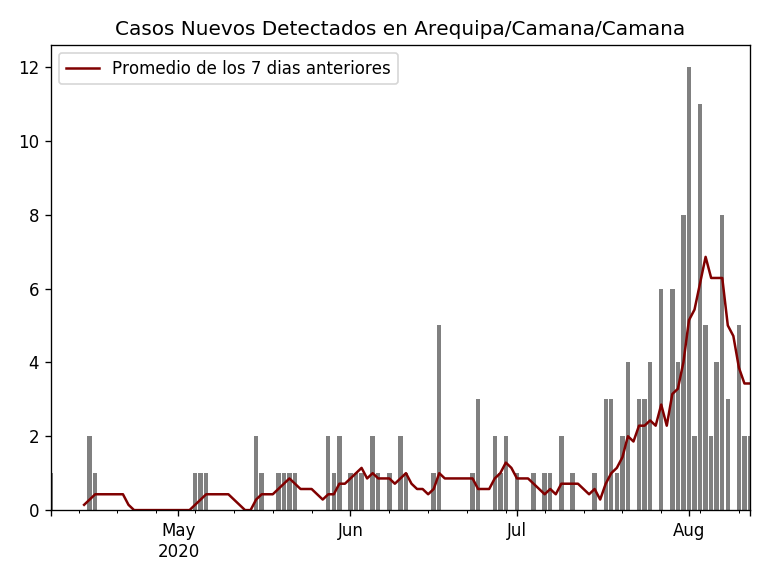 Casos Nuevos Detectados en Arequipa/Camana/Camana
Promedio de los 7 dias anteriores
12
10
8
6
4
2
0
May
2020
Jun
Jul
Aug